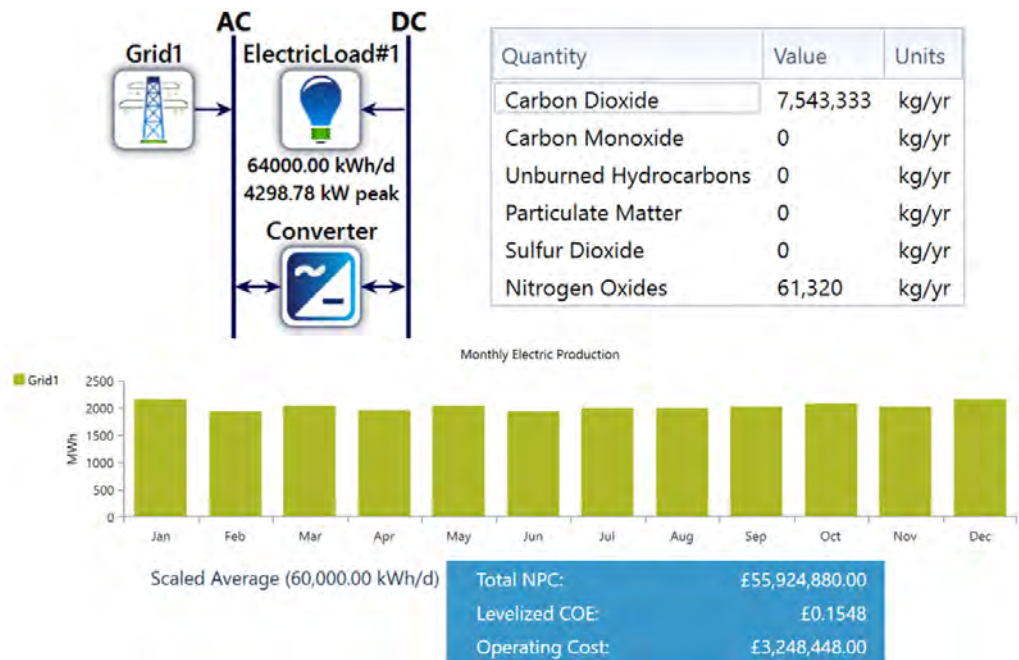 AC DC
Grid1 ElectricLoad#1
64000.00 kWh/d
4298.78 kW peak
Converter
Quantity Value Units
Carbon Dioxide 7,543,333 kg/yr
Carbon Monoxide 0 kg/yr
Unburned Hydrocarbons 0 kg/yr
Particulate Matter 0 kg/yr
Sulfur Dioxide 0 kg/yr
Nitrogen Oxides 61,320 kg/yr
Monthly Electric Production
Grid1
MWh
2500
2000
1500
1000
500
0
Jan Feb Mar Apr May Jun Jul Aug Sep Oct Nov Dec
Scaled Average (60,000.00 kWh/d)
Total NPC: £55,924,880.00
Levelized COE: £0.1548
Operating Cost: £3,248,448.00